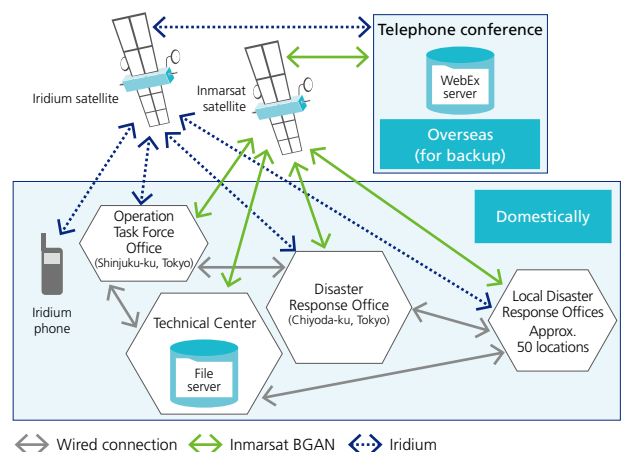 Telephone conference
WebEx
server
Overseas
(for backup)
Iridium satellite
Inmarsat
satellite
Domestically
Operation
Task Force
Office
(Shinjuku-ku, Tokyo)
Iridium
phone
Disaster
Response Office
(Chiyoda-ku, Tokyo)
Local Disaster
Response Offices
Approx.
50 locations
Technical Center
File
server
Wired connection
Inmarsat BGAN
Iridium